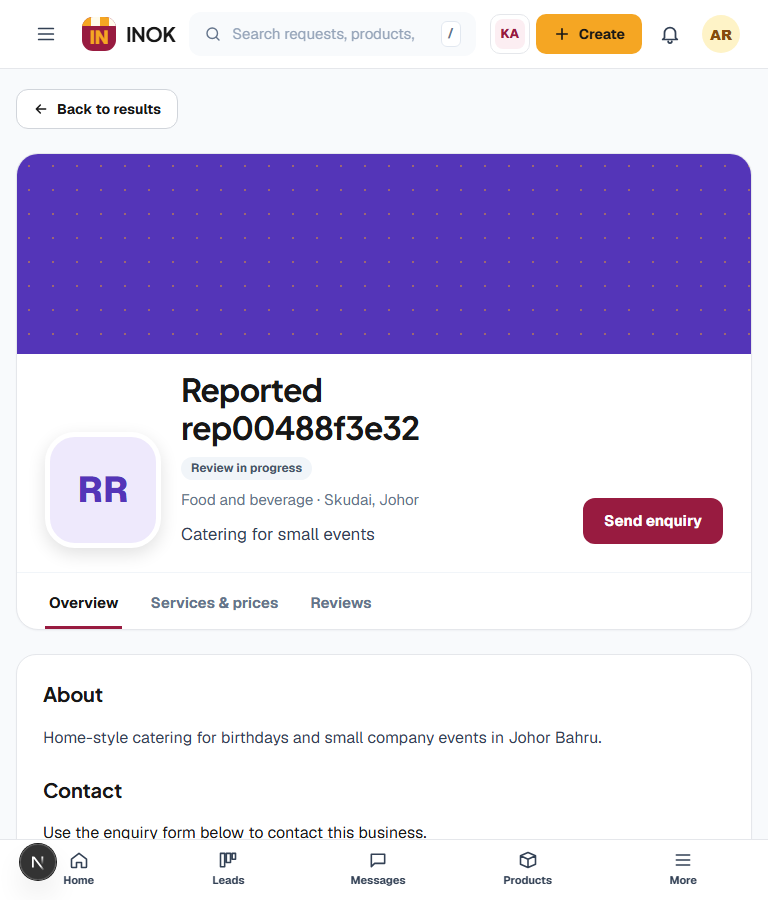 IN INOK
Search requests, products, /
KA
Create
AR
Back to results
Reported
rep00488f3e32
Review in progress
RR
Food and beverage · Skudai, Johor
Catering for small events
Send enquiry
Overview
Services & prices
Reviews
About
Home-style catering for birthdays and small company events in Johor Bahru.
Contact
Use the enquiry form below to contact this business.
N
Home
Leads
Messages
Products
More